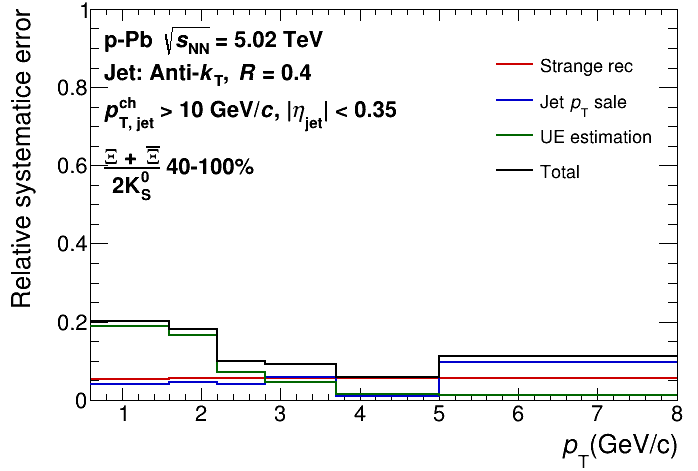 p-Pb √sNN = 5.02 TeV
Jet: Anti-kT, R = 0.4
pchT, jet > 10 GeV/c, |ηjet| < 0.35
Ξ + Ξ̅
2K0S 40-100%
Strange rec
Jet pT sale
UE estimation
Total
Relative systematice error
1
0.8
0.6
0.4
0.2
0
1 2 3 4 5 6 7 8
pT(GeV/c)